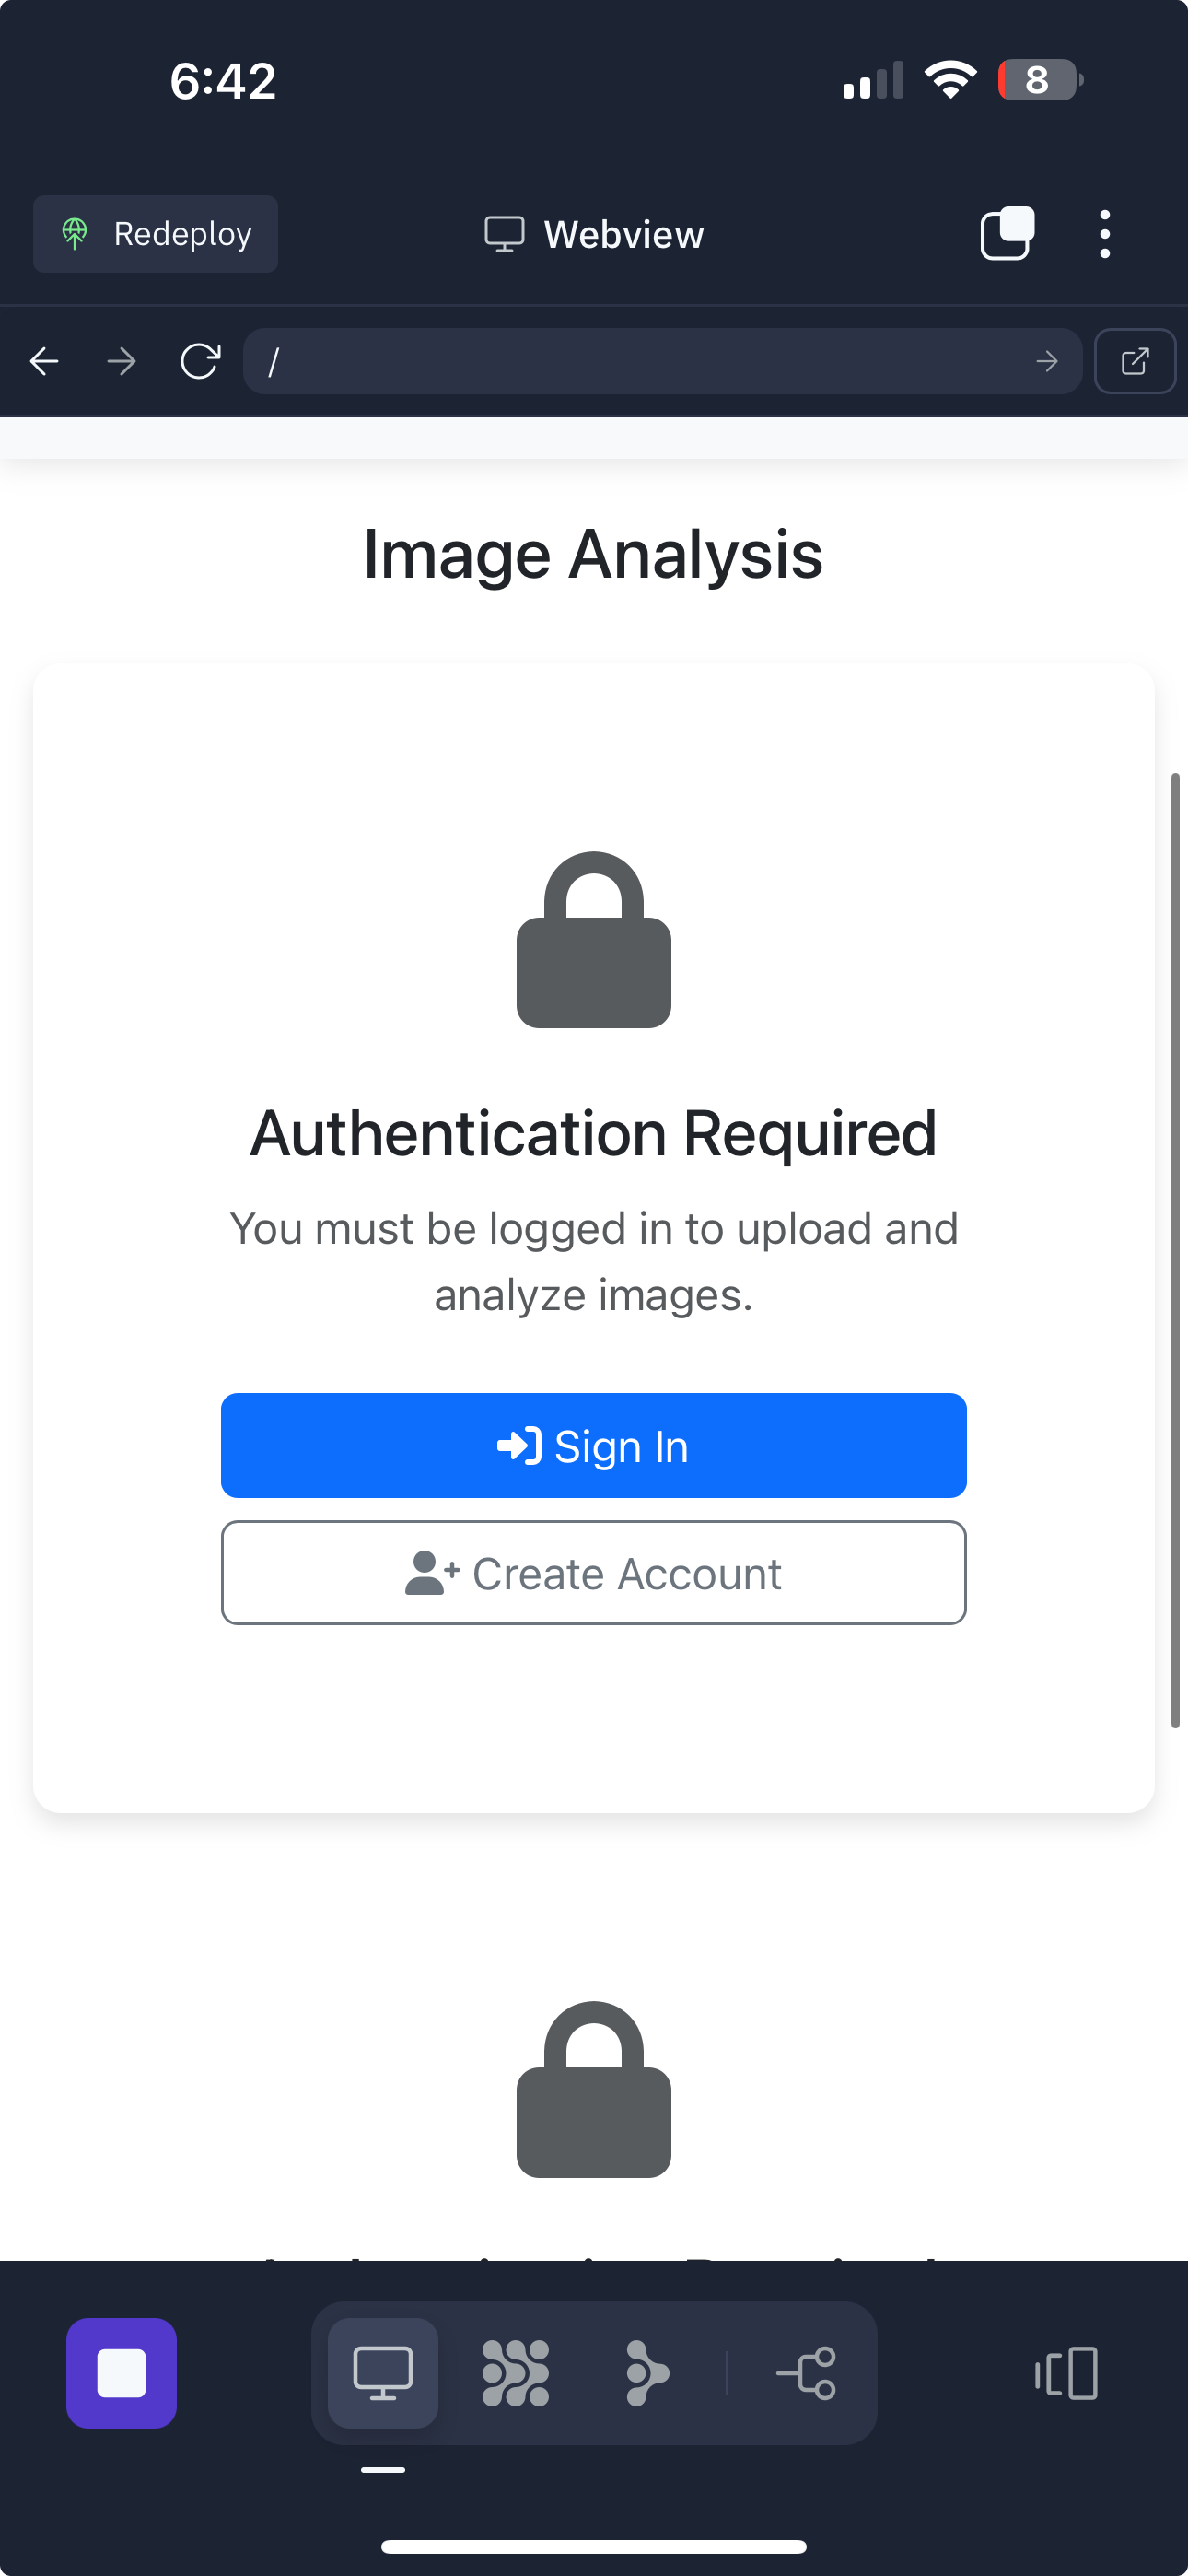 6:42
8
Redeploy
Webview
/
Image Analysis
Authentication Required
You must be logged in to upload and
analyze images.
Sign In
Create Account